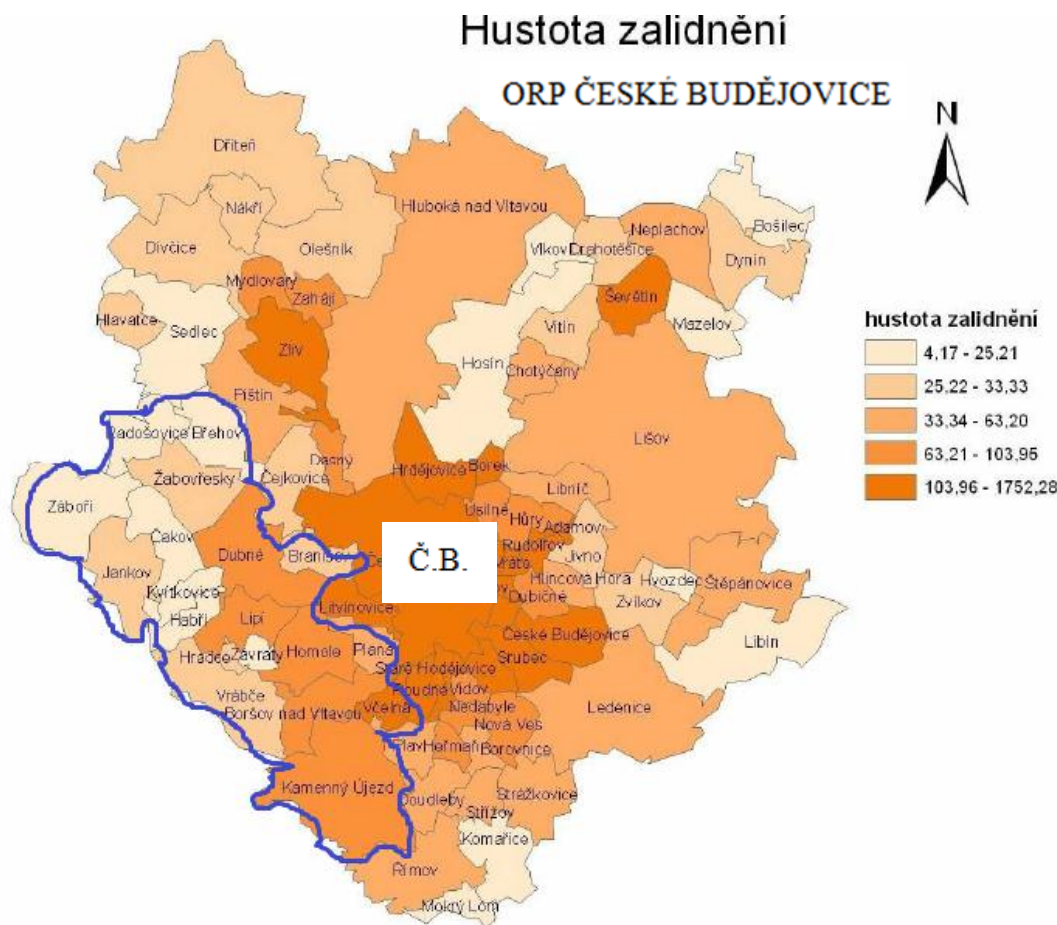 Hustota zalidnění
ORP ČESKÉ BUDĚJOVICE
N
Dříteň
Nákří
Hluboká nad Vltavou
Bošilec
Neplachov
Vlkov
Drahotěšice
Divčice
Olešník
Dynín
Mydlovary
Zahájí
Ševětín
Hlavatce
Sedlec
Vitín
Mazelov
Zliv
Hosín
Chotýčany
hustota zalidnění
4,17 - 25,21
25,22 - 33,33
33,34 - 63,20
63,21 - 103,95
103,96 - 1752,28
Pištín
Radošovice
Břehov
Lišov
Dasný
Hrdějovice
Borek
Žabovřesky
Čejkovice
Libníč
Záboří
Úsilné
Hůry
Adamov
Čakov
Dubné
Branišov
Č.B.
Rudolfov
Jivno
Jankov
Hlincová Hora
Hvozdec
Štěpánovice
Kvítkovice
Dubičné
Zvíkov
Litvínovice
Habří
Lipí
České Budějovice
Libín
Hradce
Závraty
Homole
Planá
Srubec
Staré Hodějovice
Vrábče
Včelná
Roudné
Vidov
Boršov nad Vltavou
Nedabyle
Ledenice
Nová Ves
Plav
Heřmaň
Borovnice
Kamenný Újezd
Doudleby
Strážkovice
Střížov
Komařice
Římov
Mokrý Lom